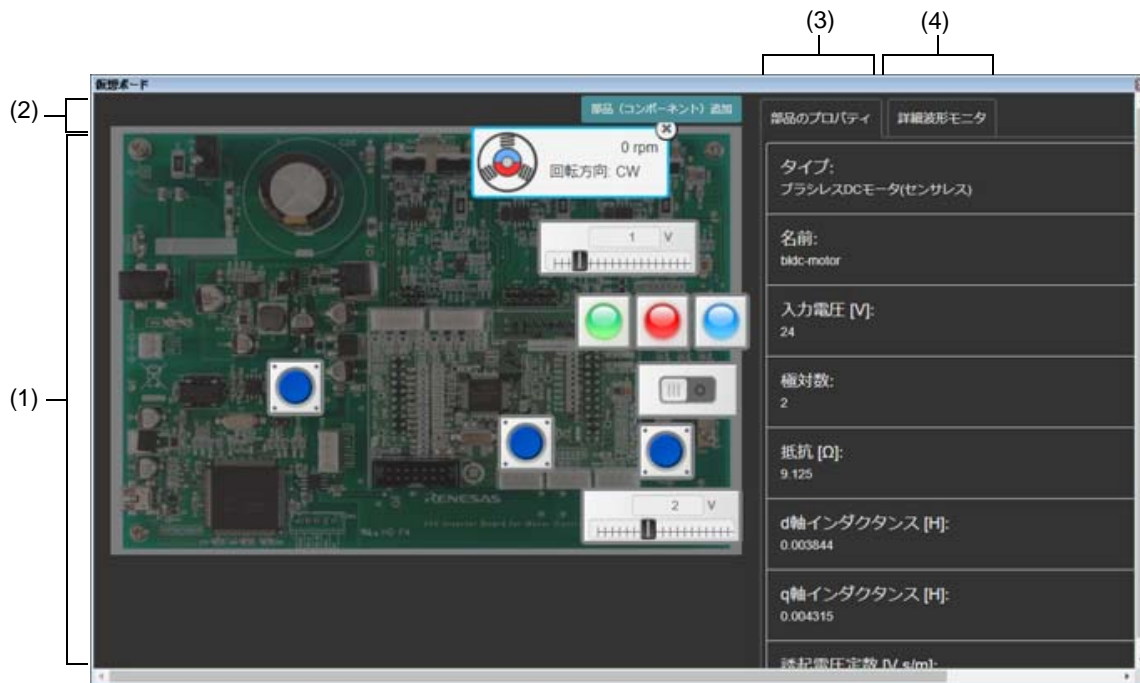 (3)
(4)
仮想ボード
(2)
部品（コンポーネント）追加
部品のプロパティ
詳細波形モニタ
0 rpm
回転方向: CW
タイプ:
ブラシレスDCモータ(センサレス)
1 V
名前:
bldc-motor
入力電圧 [V]:
24
極対数:
2
(1)
抵抗 [Ω]:
9.125
RENESAS
2 V
d軸インダクタンス [H]:
0.003844
q軸インダクタンス [H]:
0.004315
誘起電圧定数 [V s/m]: